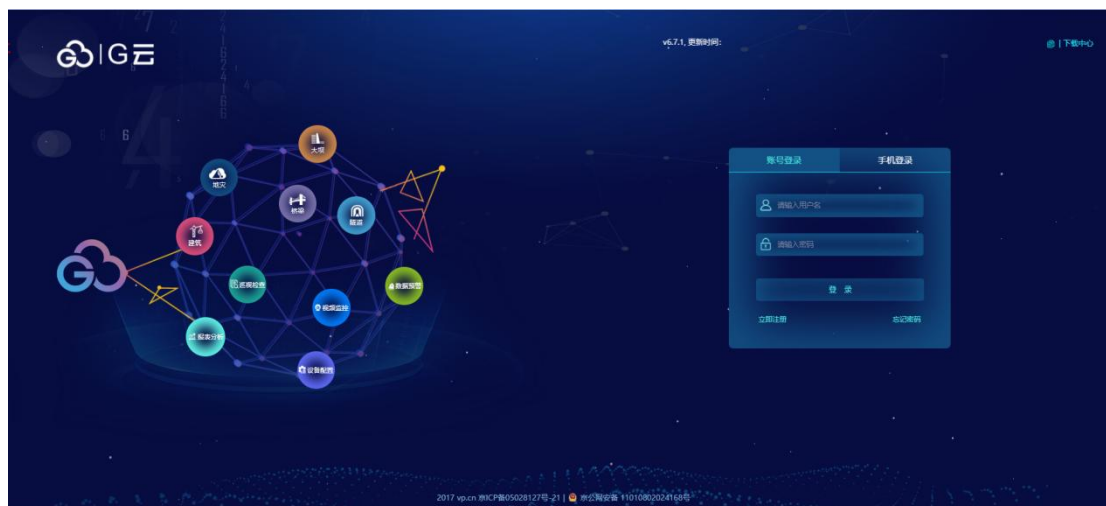 G云
v6.7.1, 更新时间:
| 下载中心
大坝
地灾
桥梁
隧道
建筑
巡视检查
数据预警
视频监控
报表分析
设备配置
账号登录 手机登录
请输入用户名
请输入密码
登 录
立即注册 忘记密码
2017 vp.cn 京ICP备05028127号-21 | 京公网安备 11010802024168号